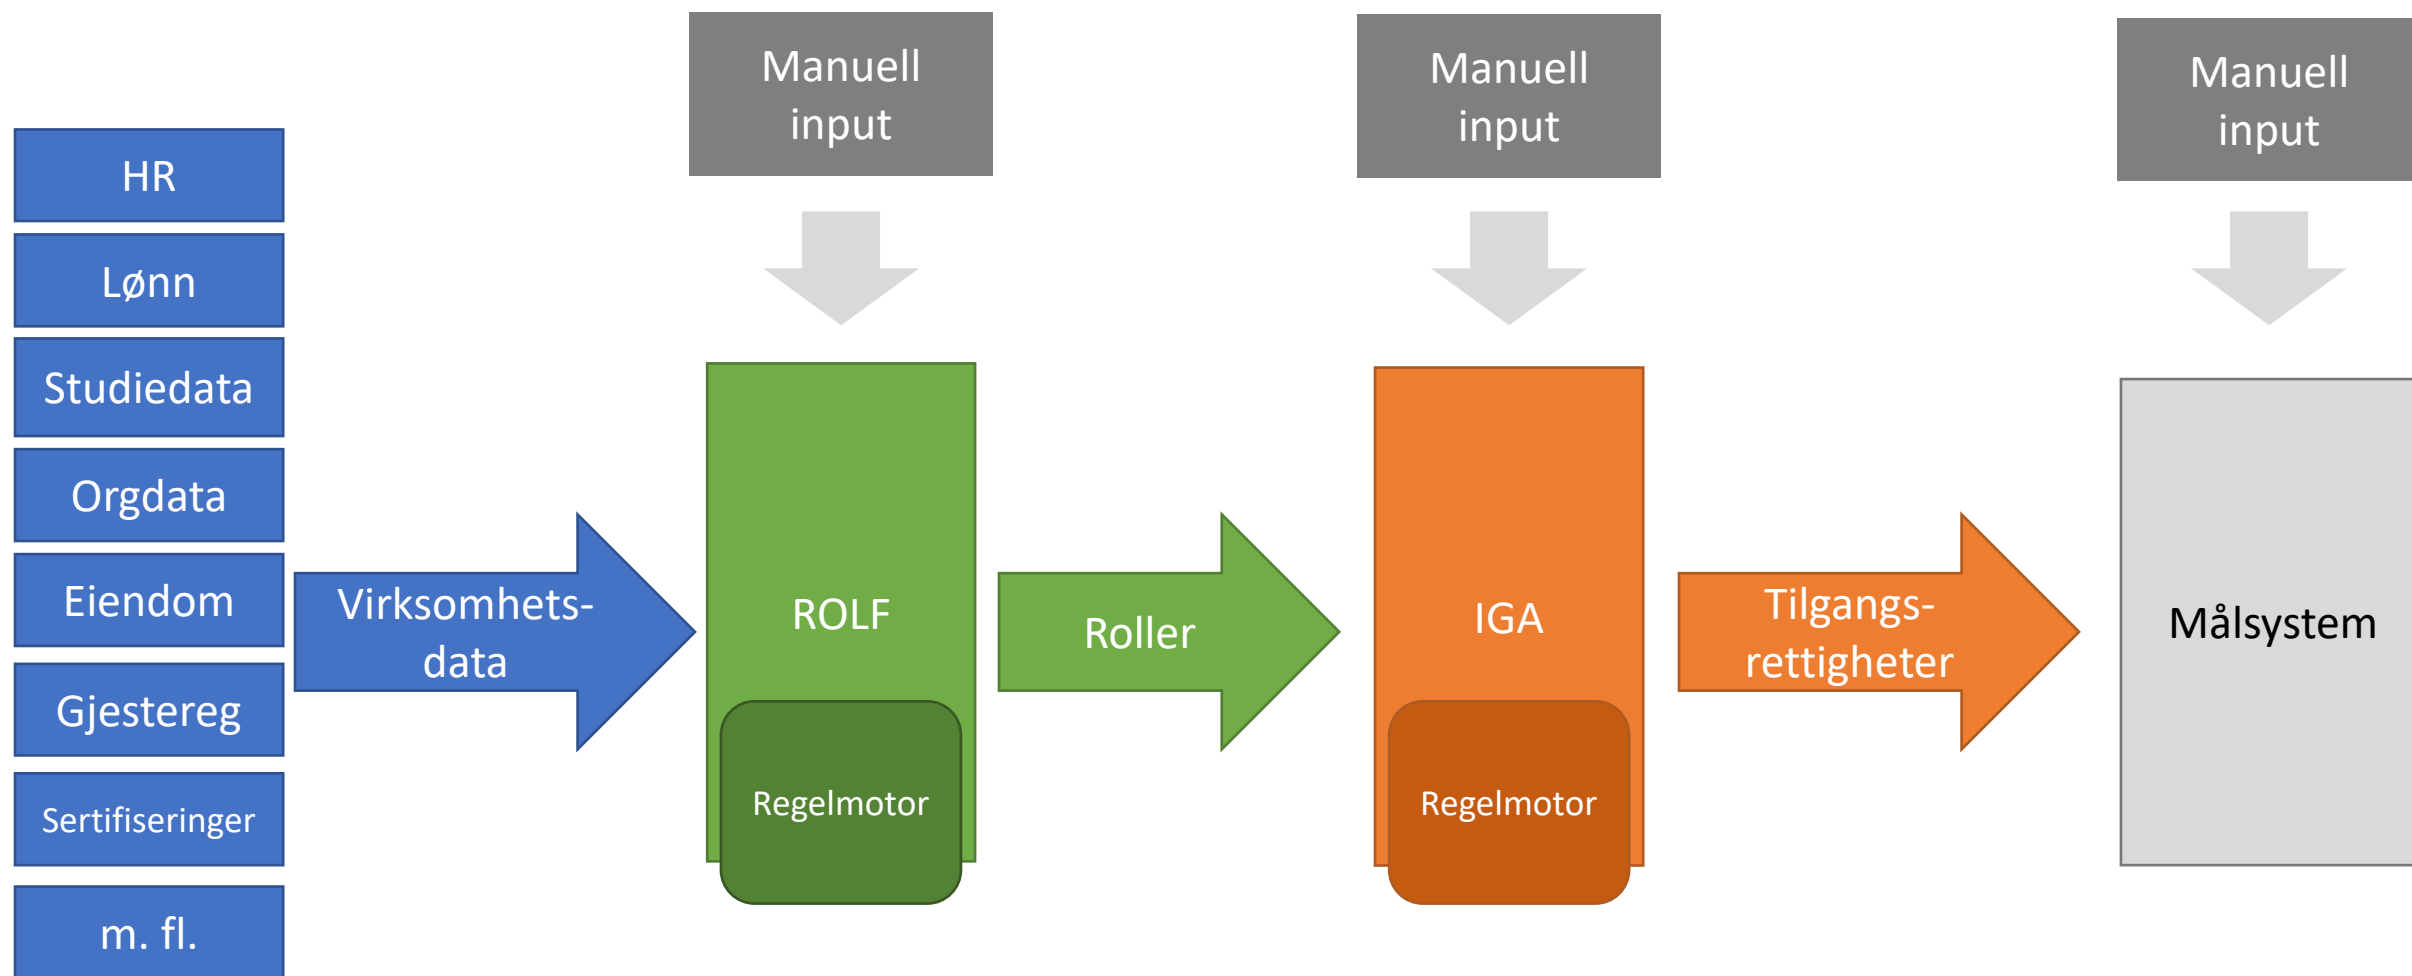 Manuell
input
Manuell
input
Manuell
input
HR
Lønn
Studiedata
Orgdata
Eiendom
Gjestereg
Sertifiseringer
m. fl.
Virksomhets-
data
ROLF
Regelmotor
Roller
IGA
Regelmotor
Tilgangs-
rettigheter
Målsystem